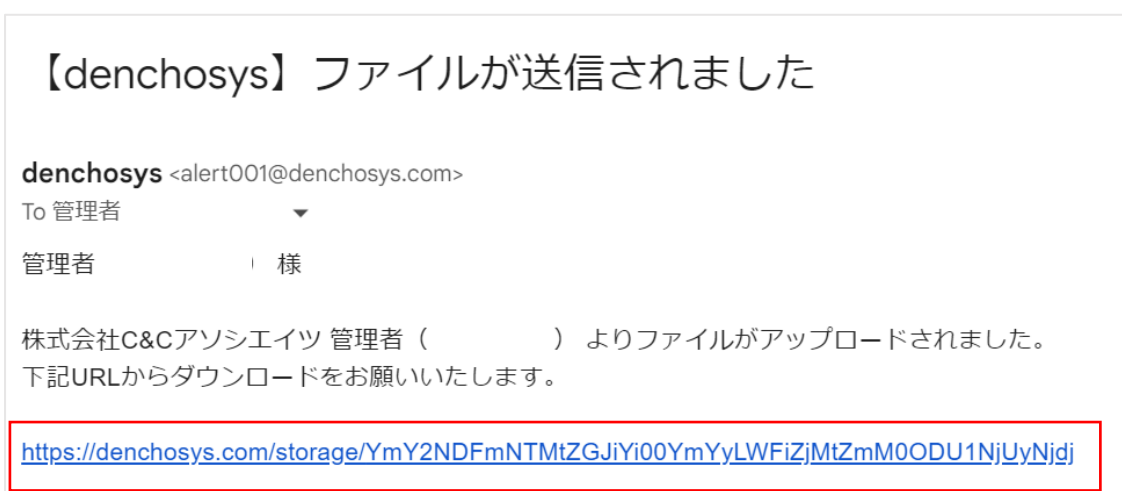 【denchosys】ファイルが送信されました
denchosys <alert001@denchosys.com>
To 管理者
管理者 様
株式会社C&Cアソシエイツ 管理者（ ） よりファイルがアップロードされました。
下記URLからダウンロードをお願いいたします。
https://denchosys.com/storage/YmY2NDFmNTMtZGJiYi00YmYyLWFiZjMtZmM0ODU1NjUyNjdj